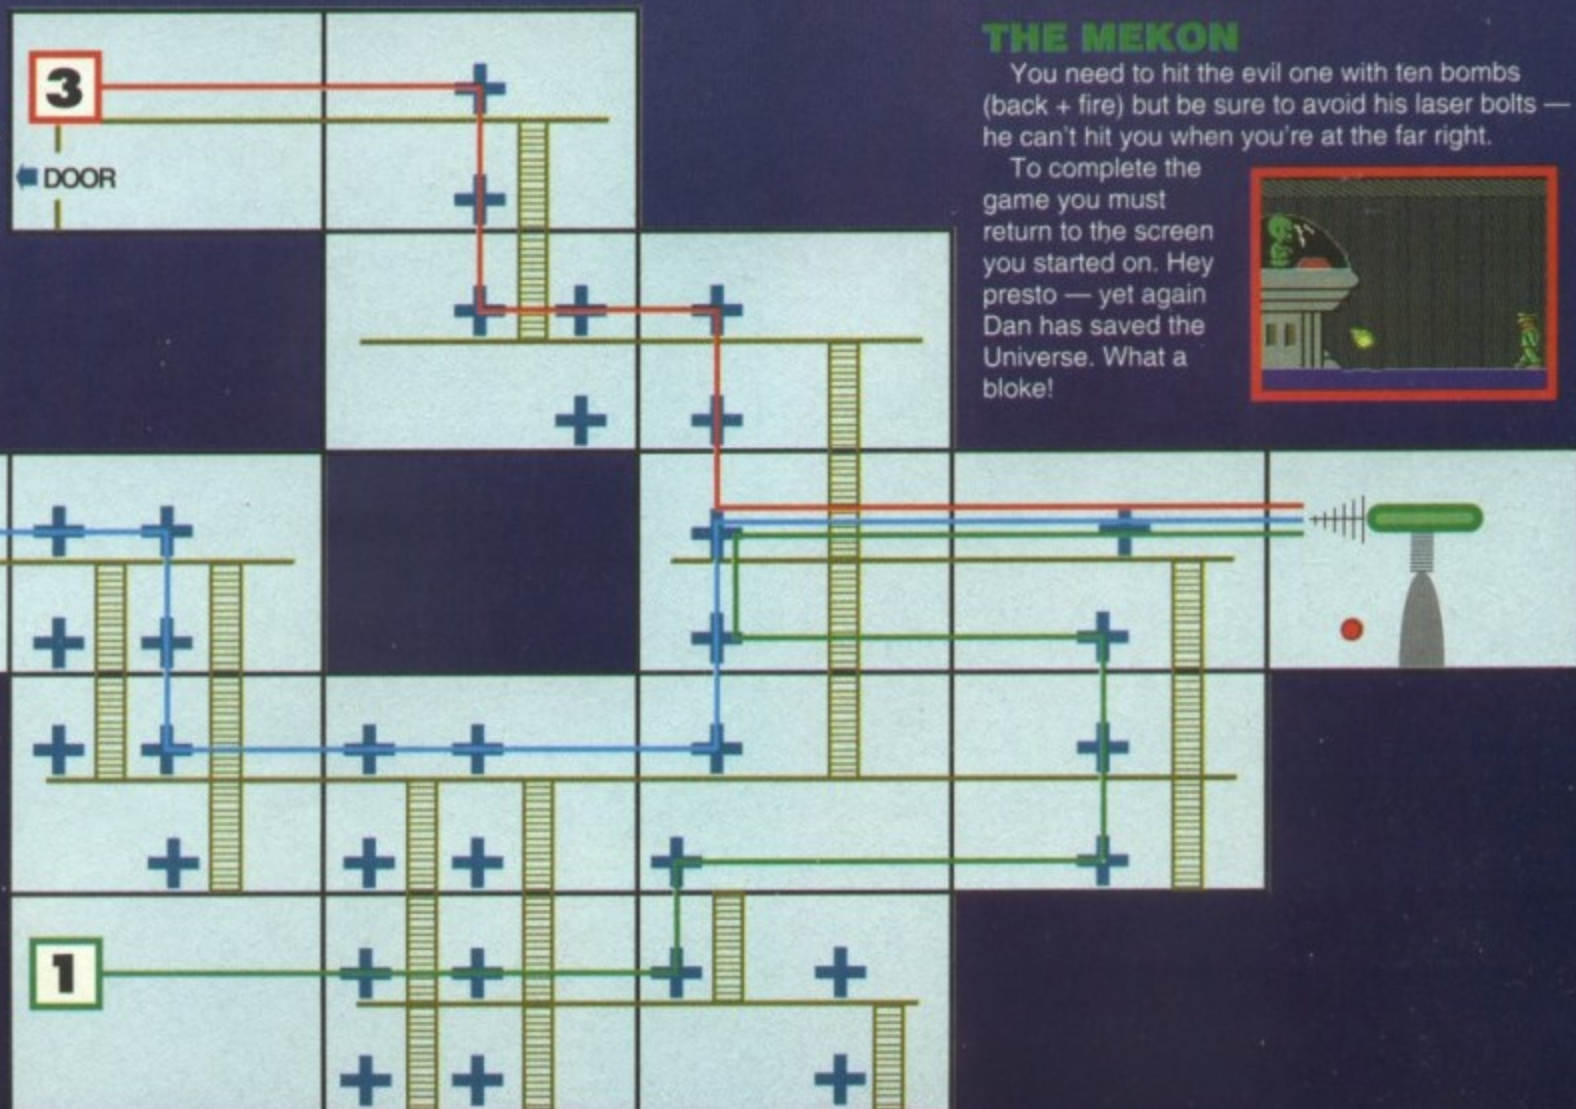 3
DOOR
THE MEKON
You need to hit the evil one with ten bombs
(back + fire) but be sure to avoid his laser bolts —
he can't hit you when you're at the far right.
To complete the
game you must
return to the screen
you started on. Hey
presto — yet again
Dan has saved the
Universe. What a
bloke!
1